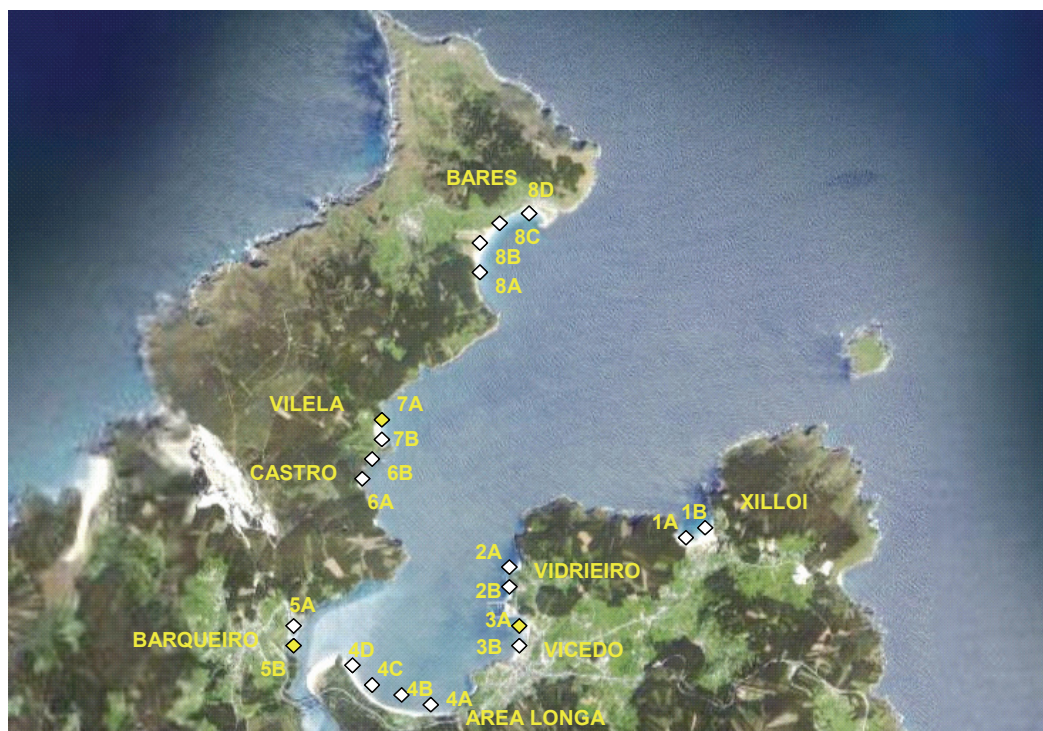 BARES
8D
8C
8B
8A
VILELA
7A
7B
CASTRO
6B
6A
XILLOI
1B
1A
2A
VIDRIEIRO
2B
5A
3A
BARQUEIRO
3B
VICEDO
5B
4D
4C
4B
4A
AREA LONGA